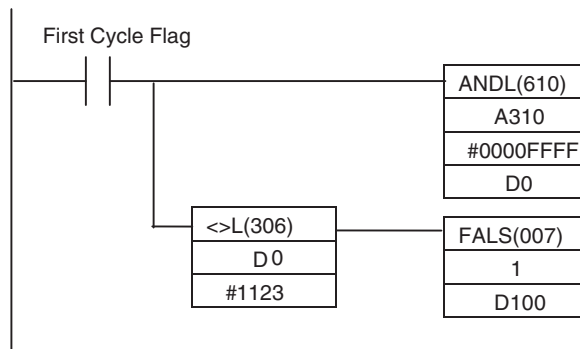 First Cycle Flag
ANDL(610)
A310
#0000FFFF
D0
<>L(306)
D0
#1123
FALS(007)
1
D100